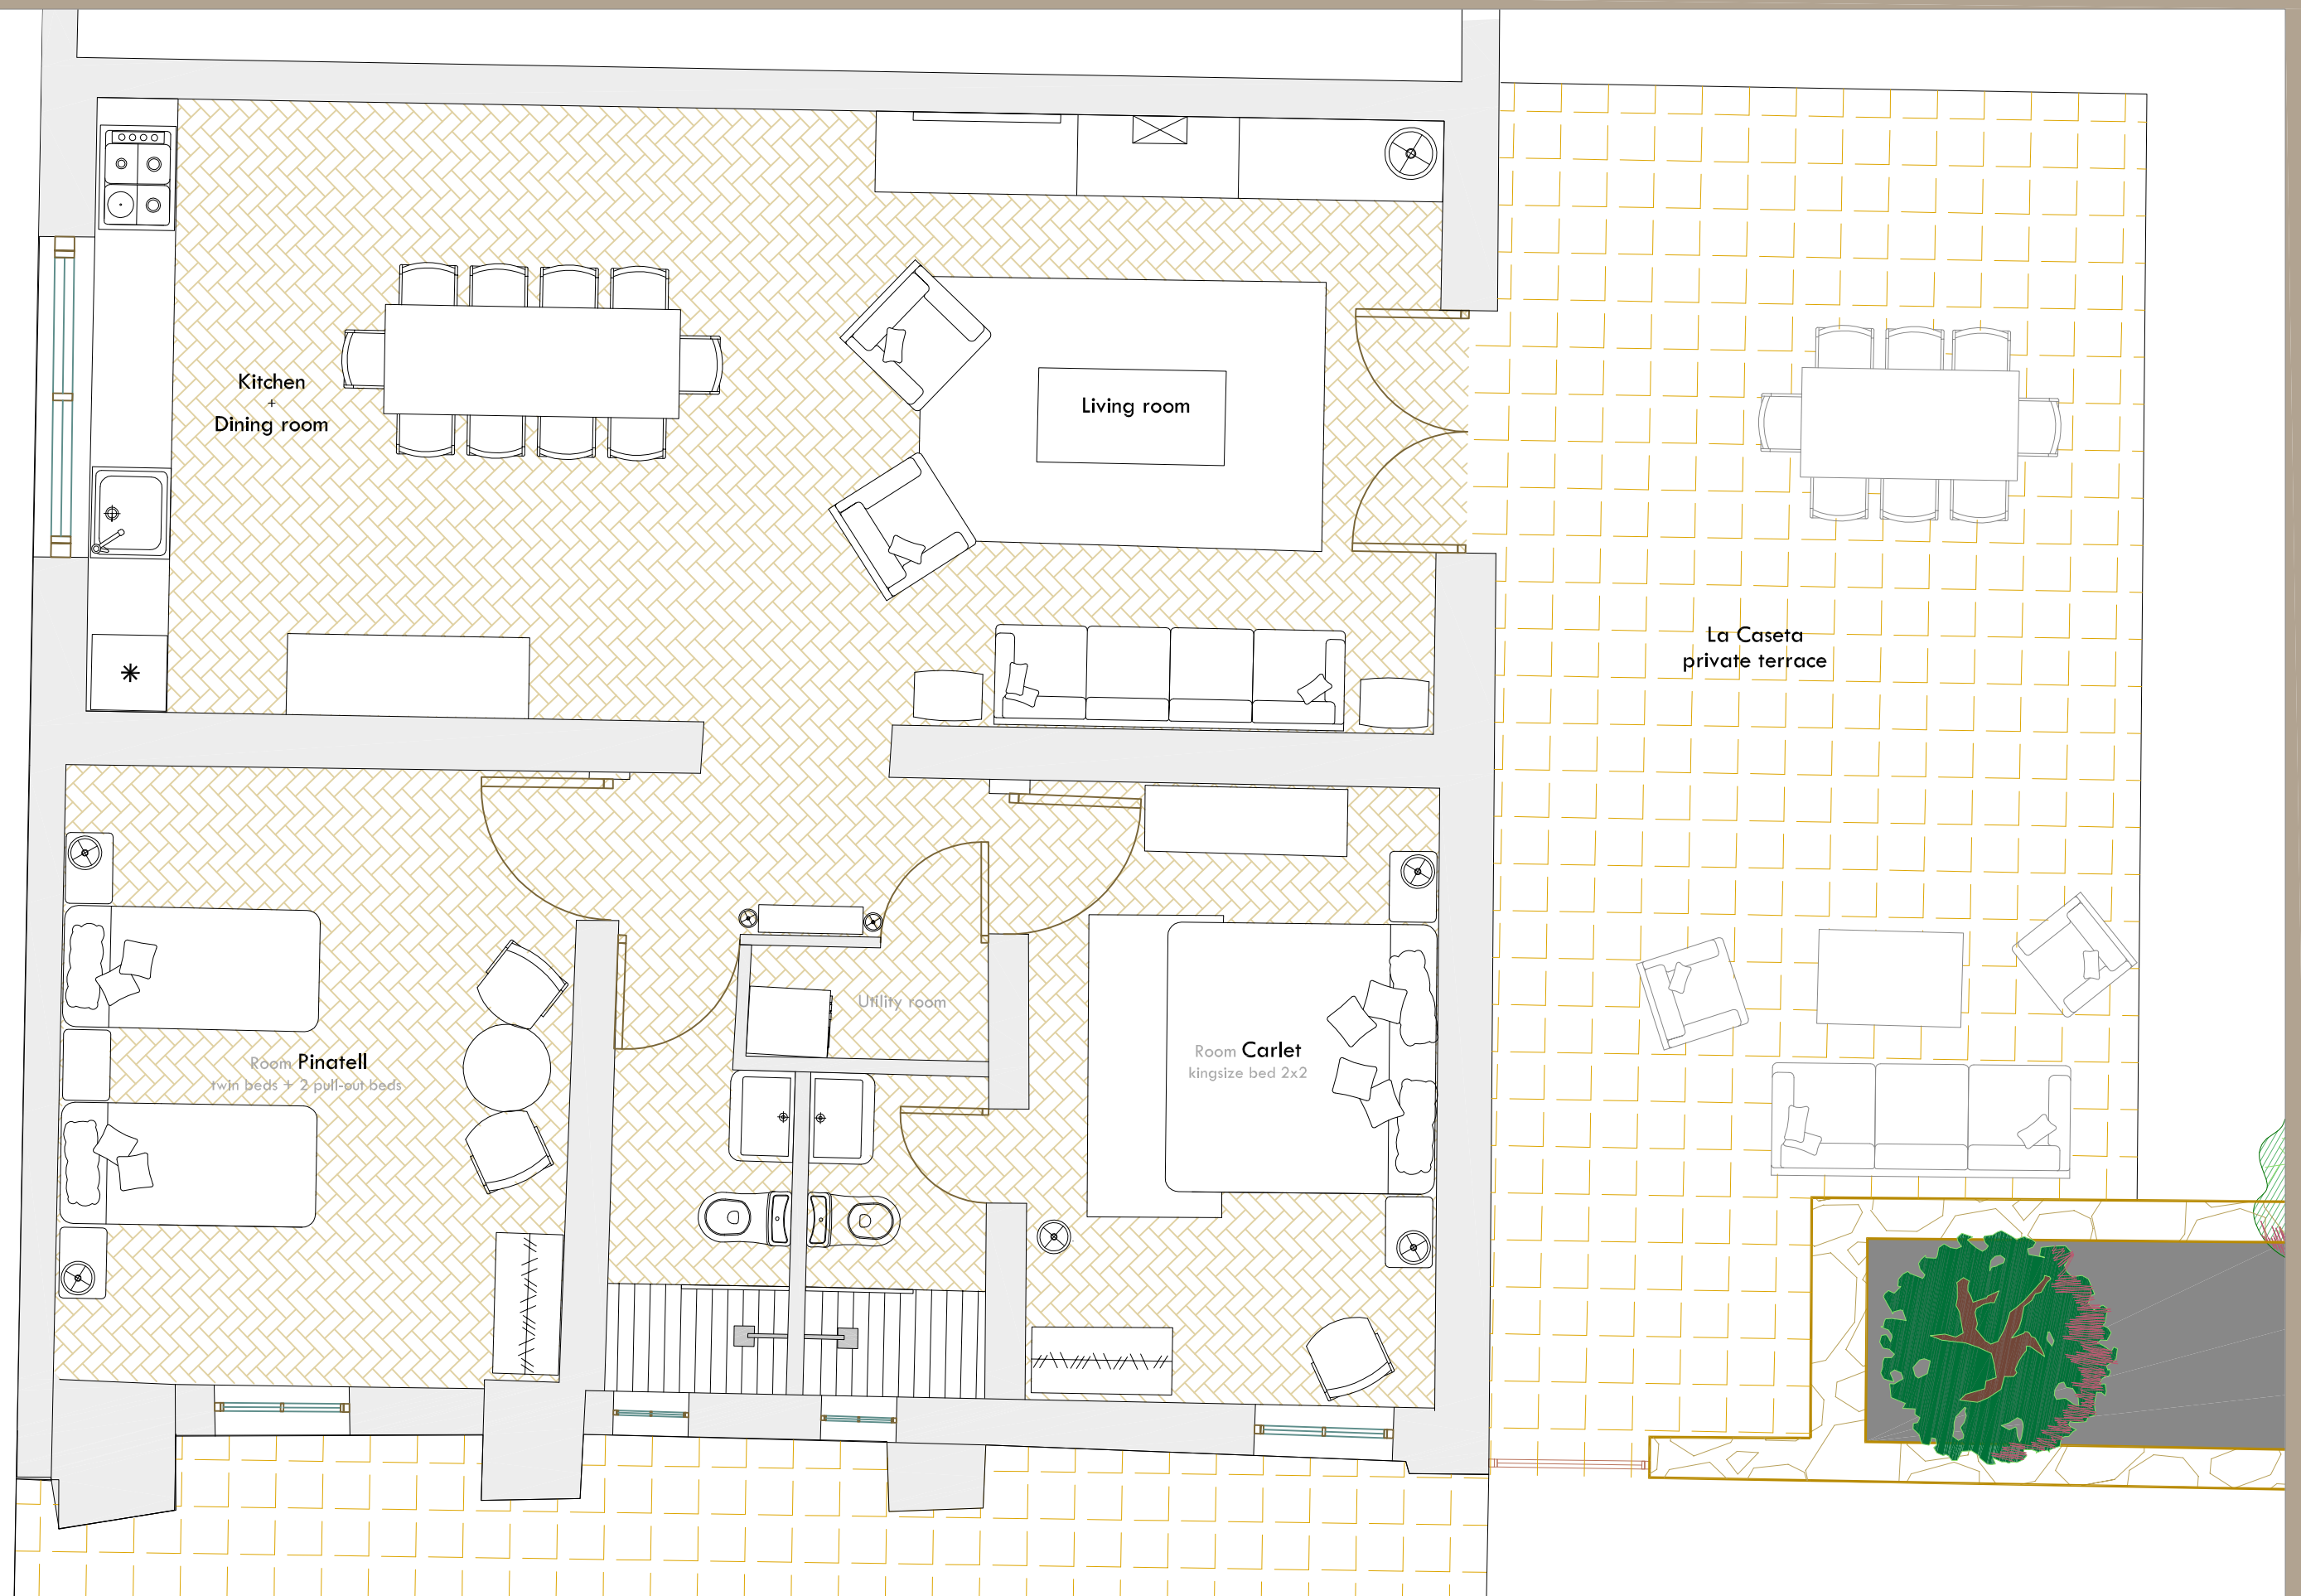 Kitchen
+
Dining room
Living room
La Caseta
private terrace
Utility room
Room Pinatell
twin beds + 2 pull-out beds
Room Carlet
kingsize bed 2x2